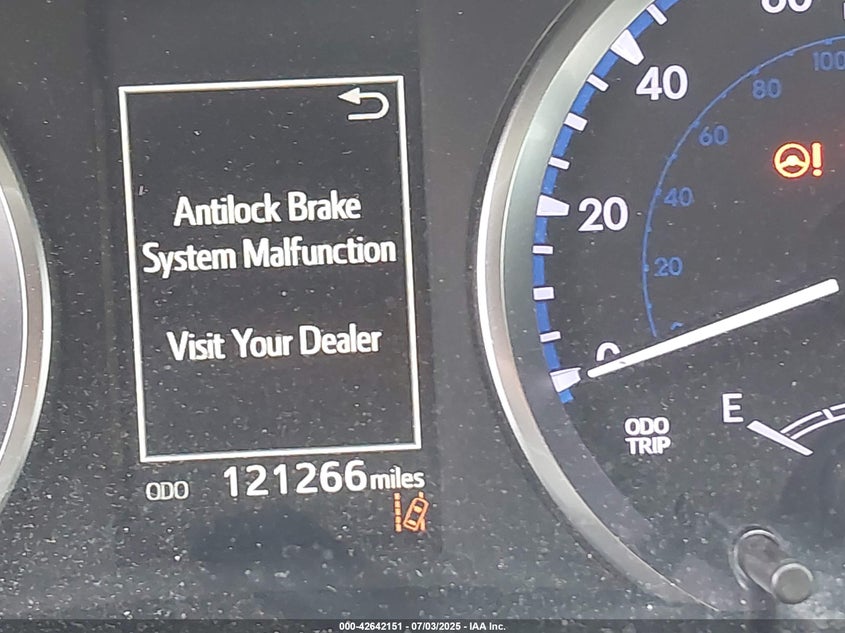 Antilock Brake
System Malfunction
Visit Your Dealer
ODO 121266 miles
40
20
0
100
80
60
40
20
!
ODO
TRIP
E
000-42642151 - 07/03/2025 - IAA Inc.